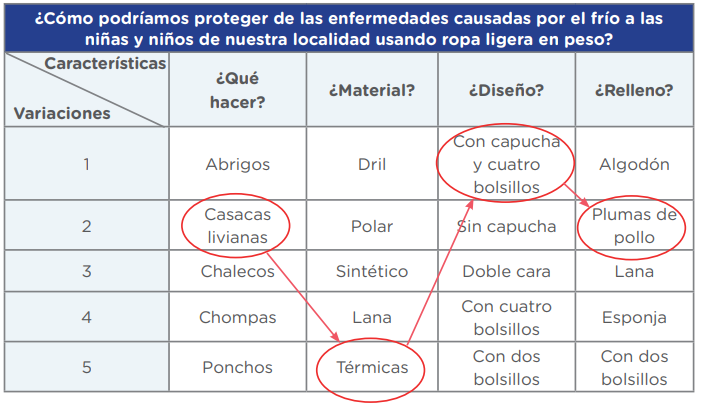 ¿Cómo podríamos proteger de las enfermedades causadas por el frío a las
niñas y niños de nuestra localidad usando ropa ligera en peso?
Características
Variaciones
¿Qué
hacer?
¿Material?
¿Diseño?
¿Relleno?
1
Abrigos
Dril
Con capucha
y cuatro
bolsillos
Algodón
2
Casacas
livianas
Polar
Sin capucha
Plumas de
pollo
3
Chalecos
Sintético
Doble cara
Lana
4
Chompas
Lana
Con cuatro
bolsillos
Esponja
5
Ponchos
Térmicas
Con dos
bolsillos
Con dos
bolsillos